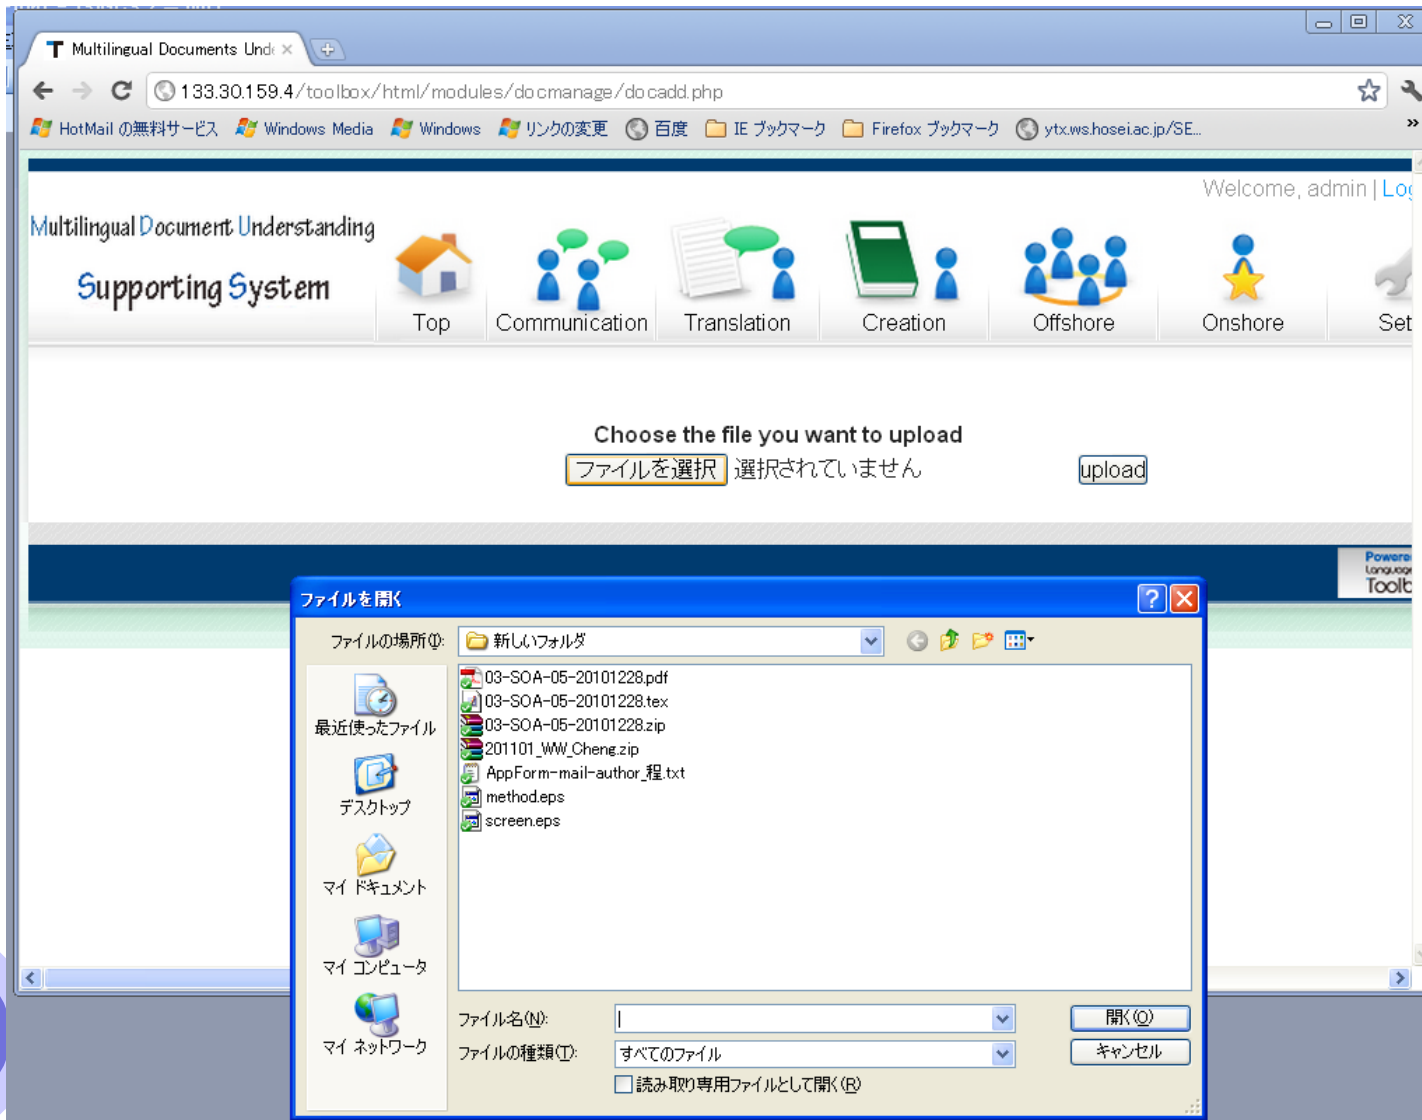 Multilingual Documents Unde
133.30.159.4/toolbox/html/modules/docmanage/docadd.php
HotMail の無料サービス Windows Media Windows リンクの変更 百度 IE ブックマーク Firefox ブックマーク ytx.ws.hosei.ac.jp/SE... »
Welcome, admin | Log
Multilingual Document Understanding
Supporting System
Top Communication Translation Creation Offshore Onshore Set
Choose the file you want to upload
ファイルを選択 選択されていません upload
Powere
Language
Toolb
ファイルを開く
ファイルの場所(I): 新しいフォルダ
03-SOA-05-20101228.pdf
03-SOA-05-20101228.tex
03-SOA-05-20101228.zip
201101_WW_Cheng.zip
AppForm-mail-author_程.txt
method.eps
screen.eps
最近使ったファイル
デスクトップ
マイ ドキュメント
マイ コンピュータ
マイ ネットワーク
ファイル名(N): 開く(O)
ファイルの種類(T): すべてのファイル キャンセル
読み取り専用ファイルとして開く(R)